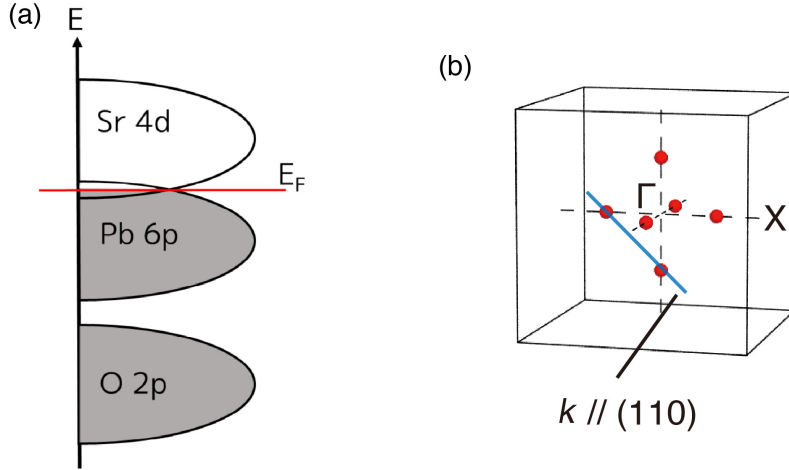 (a)
E
Sr 4d
E_F
Pb 6p
O 2p
(b)
Γ
X
k // (110)